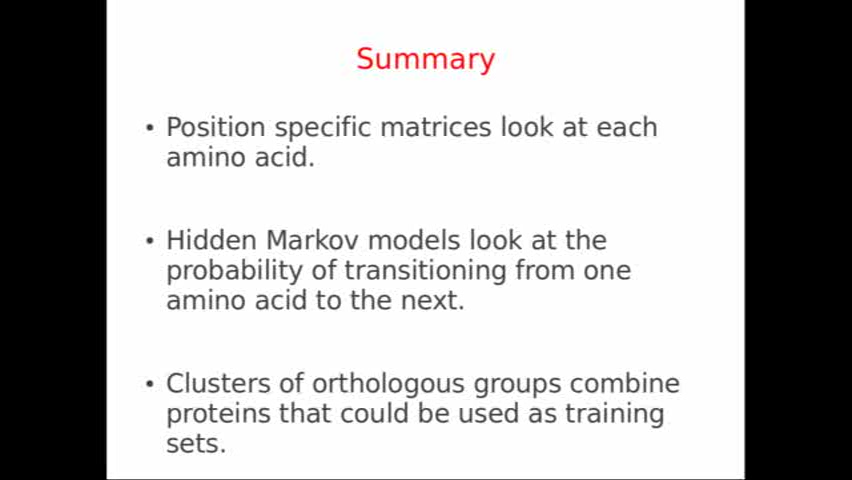 Summary
• Position specific matrices look at each
amino acid.
• Hidden Markov models look at the
probability of transitioning from one
amino acid to the next.
• Clusters of orthologous groups combine
proteins that could be used as training
sets.